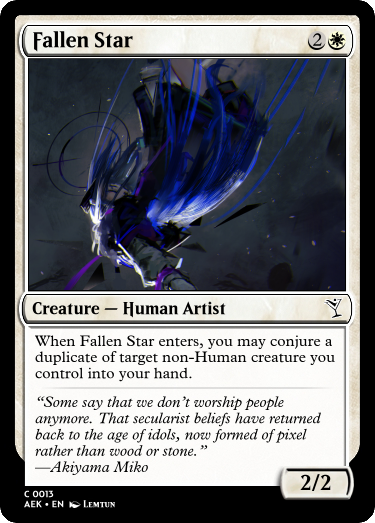 Fallen Star 2
Creature — Human Artist
When Fallen Star enters, you may conjure a
duplicate of target non-Human creature you
control into your hand.
“Some say that we don’t worship people
anymore. That secularist beliefs have returned
back to the age of idols, now formed of pixel
rather than wood or stone.”
—Akiyama Miko
2/2
C 0013
AEK • EN Lemtun